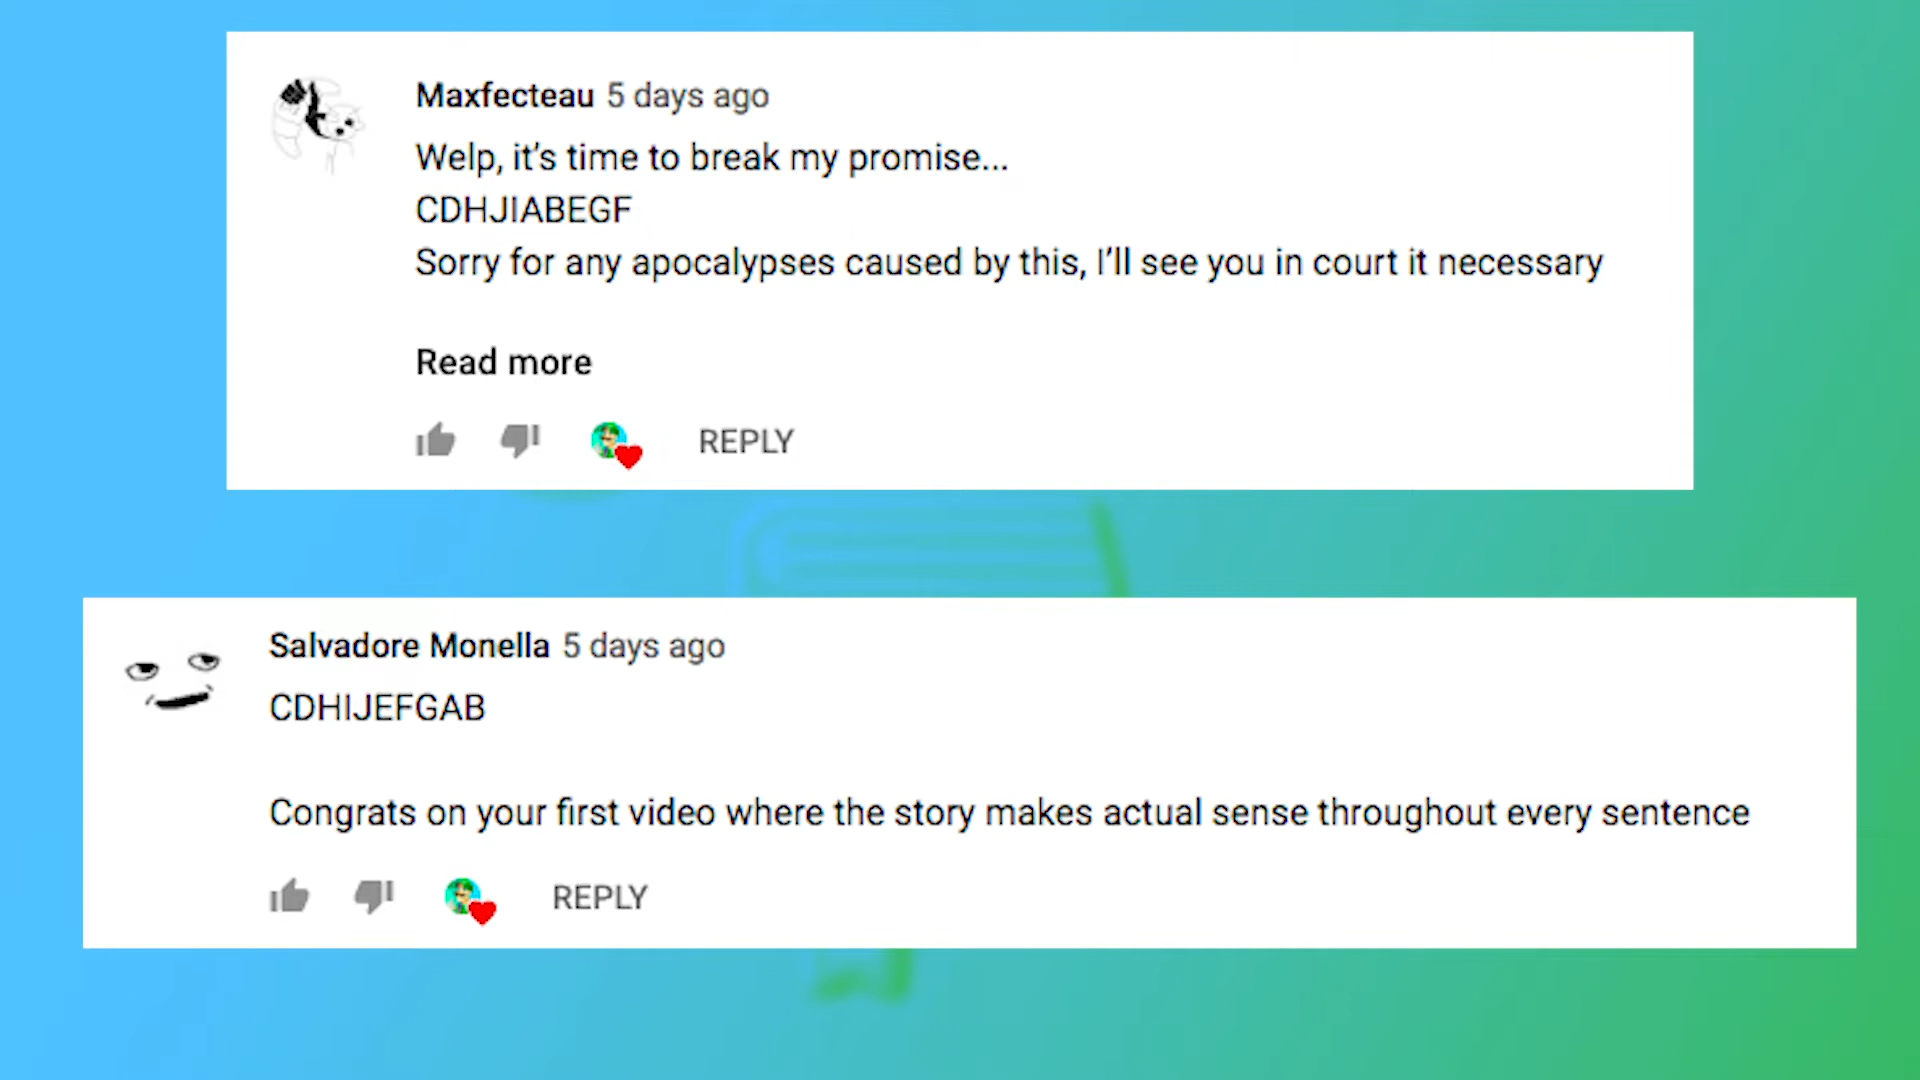 Maxfecteau 5 days ago
Welp, it's time to break my promise...
CDHJIABEGF
Sorry for any apocalypses caused by this, I'll see you in court it necessary
Read more
REPLY
Salvadore Monella 5 days ago
CDHIJEFGAB
Congrats on your first video where the story makes actual sense throughout every sentence
REPLY